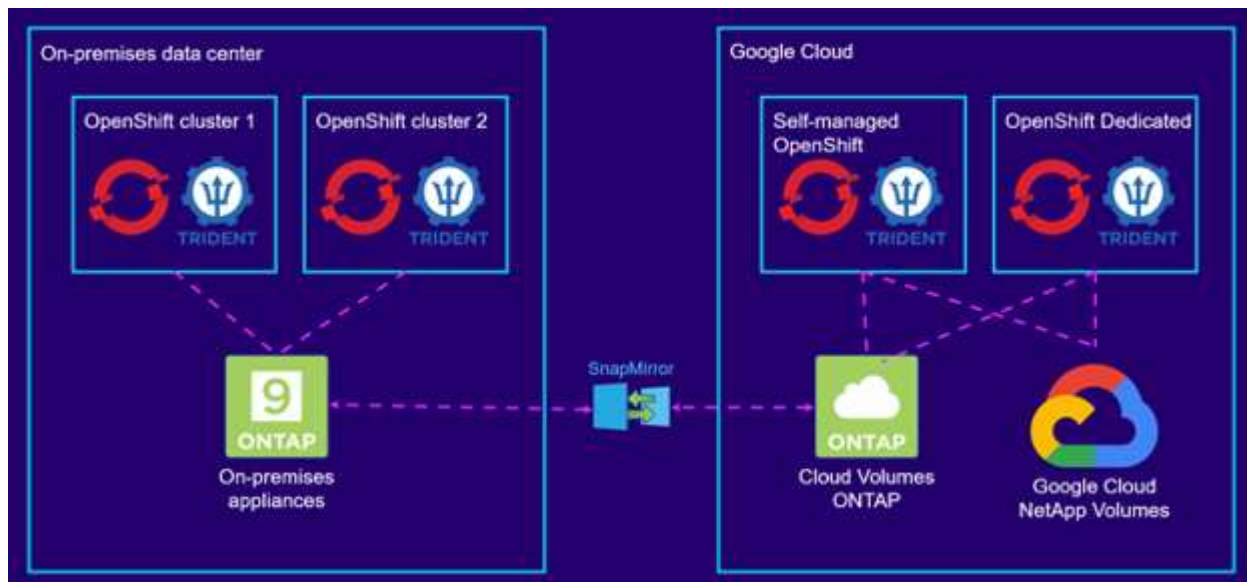 On-premises data center
OpenShift cluster 1
TRIDENT
OpenShift cluster 2
TRIDENT
9
ONTAP
On-premises
appliances
SnapMirror
Google Cloud
Self-managed
OpenShift
TRIDENT
OpenShift Dedicated
TRIDENT
ONTAP
Cloud Volumes
ONTAP
Google Cloud
NetApp Volumes